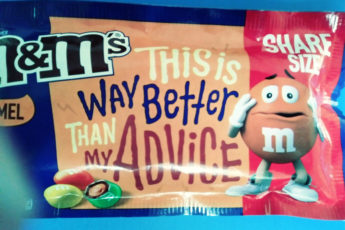 m&m's
THIS IS
WAY BetteR
THAN
MY ADVICE
SHARE
SIZE
MEL
m